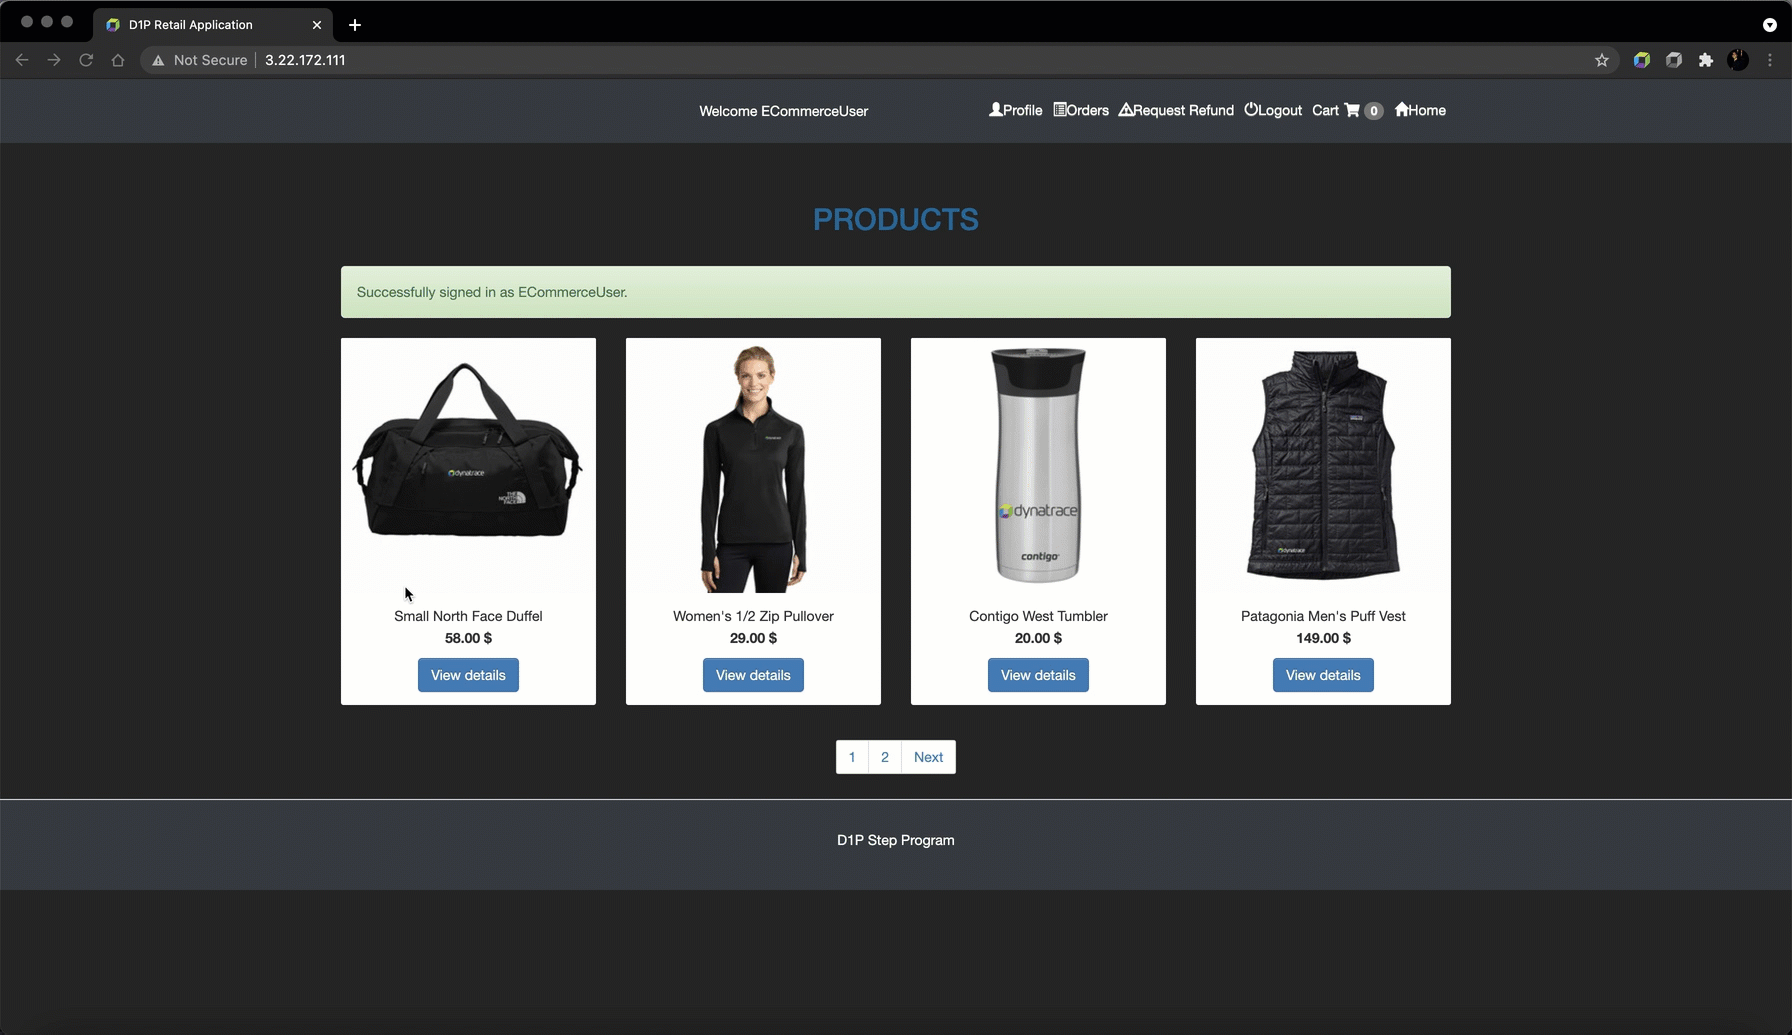 D1P Retail Application
Not Secure
3.22.172.111
Welcome ECommerceUser
Profile
Orders
Request Refund
Logout
Cart
0
Home
PRODUCTS
Successfully signed in as ECommerceUser.
dynatrace
THE
NORTH
FACE
Small North Face Duffel
58.00 $
View details
Women's 1/2 Zip Pullover
29.00 $
View details
dynatrace
contigo
Contigo West Tumbler
20.00 $
View details
dynatrace
Patagonia Men's Puff Vest
149.00 $
View details
1
2
Next
D1P Step Program